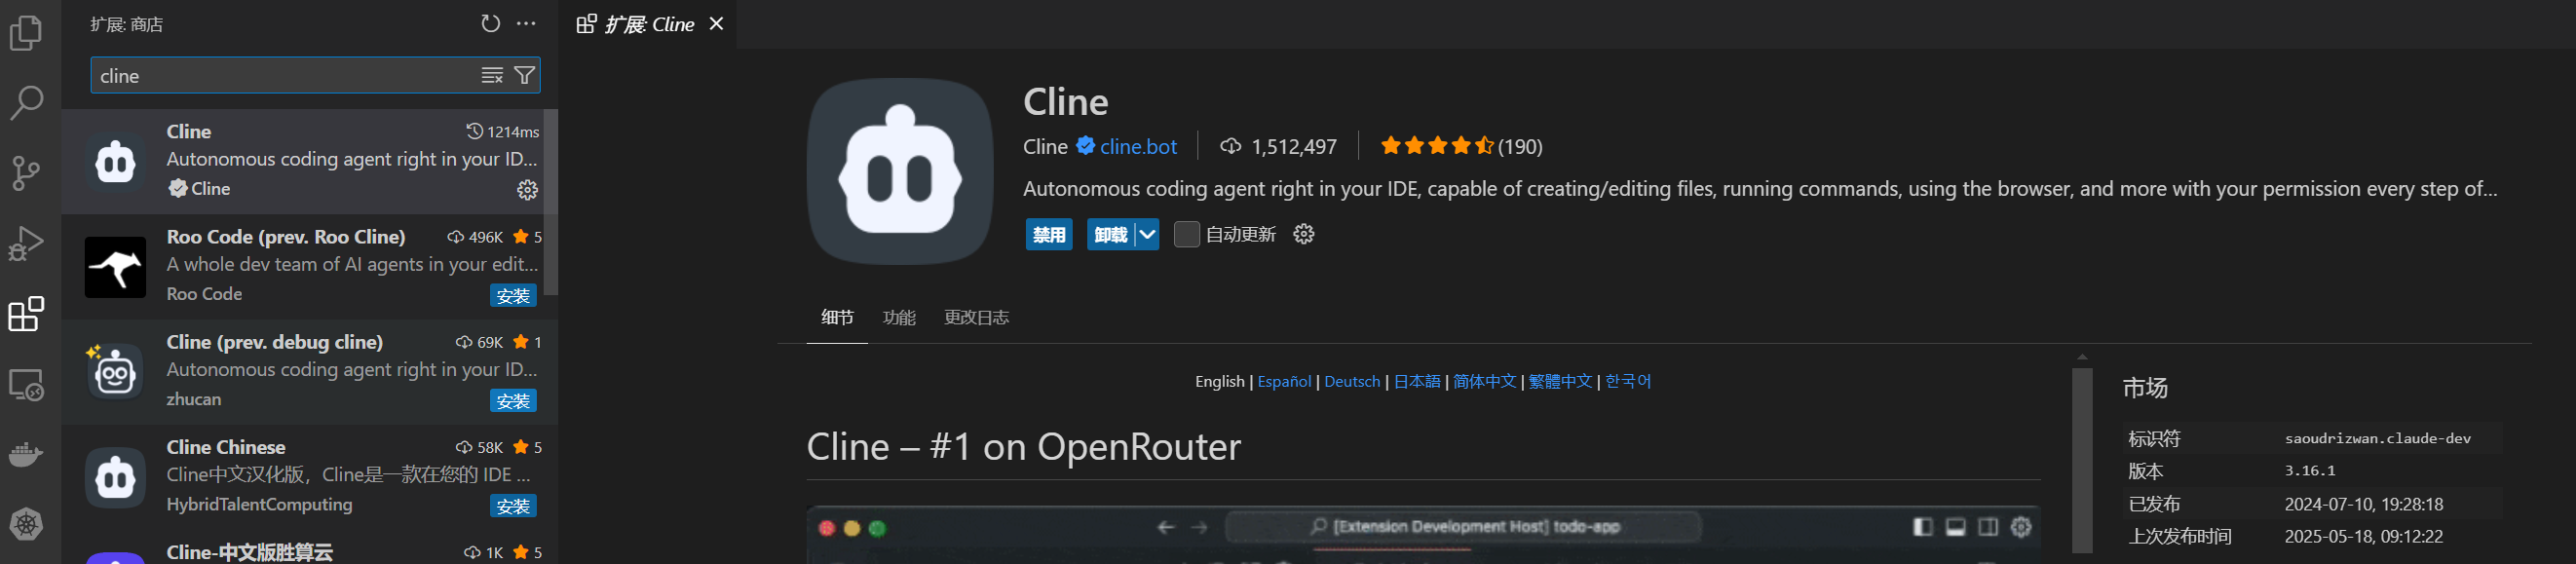 扩展: 商店
cline
Cline 1214ms
Autonomous coding agent right in your ID...
Cline
Roo Code (prev. Roo Cline) 496K 5
A whole dev team of AI agents in your edit...
Roo Code 安装
Cline (prev. debug cline) 69K 1
Autonomous coding agent right in your ID...
zhucan 安装
Cline Chinese 58K 5
Cline中文汉化版，Cline是一款在您的 IDE ...
HybridTalentComputing 安装
Cline-中文版胜算云 1K 5
扩展: Cline
Cline
Cline cline.bot 1,512,497 (190)
Autonomous coding agent right in your IDE, capable of creating/editing files, running commands, using the browser, and more with your permission every step of...
禁用 卸载 自动更新
细节 功能 更改日志
English | Español | Deutsch | 日本語 | 简体中文 | 繁體中文 | 한국어
Cline – #1 on OpenRouter
[Extension Development Host] todo-app
市场
标识符 saoudrizwan.claude-dev
版本 3.16.1
已发布 2024-07-10, 19:28:18
上次发布时间 2025-05-18, 09:12:22